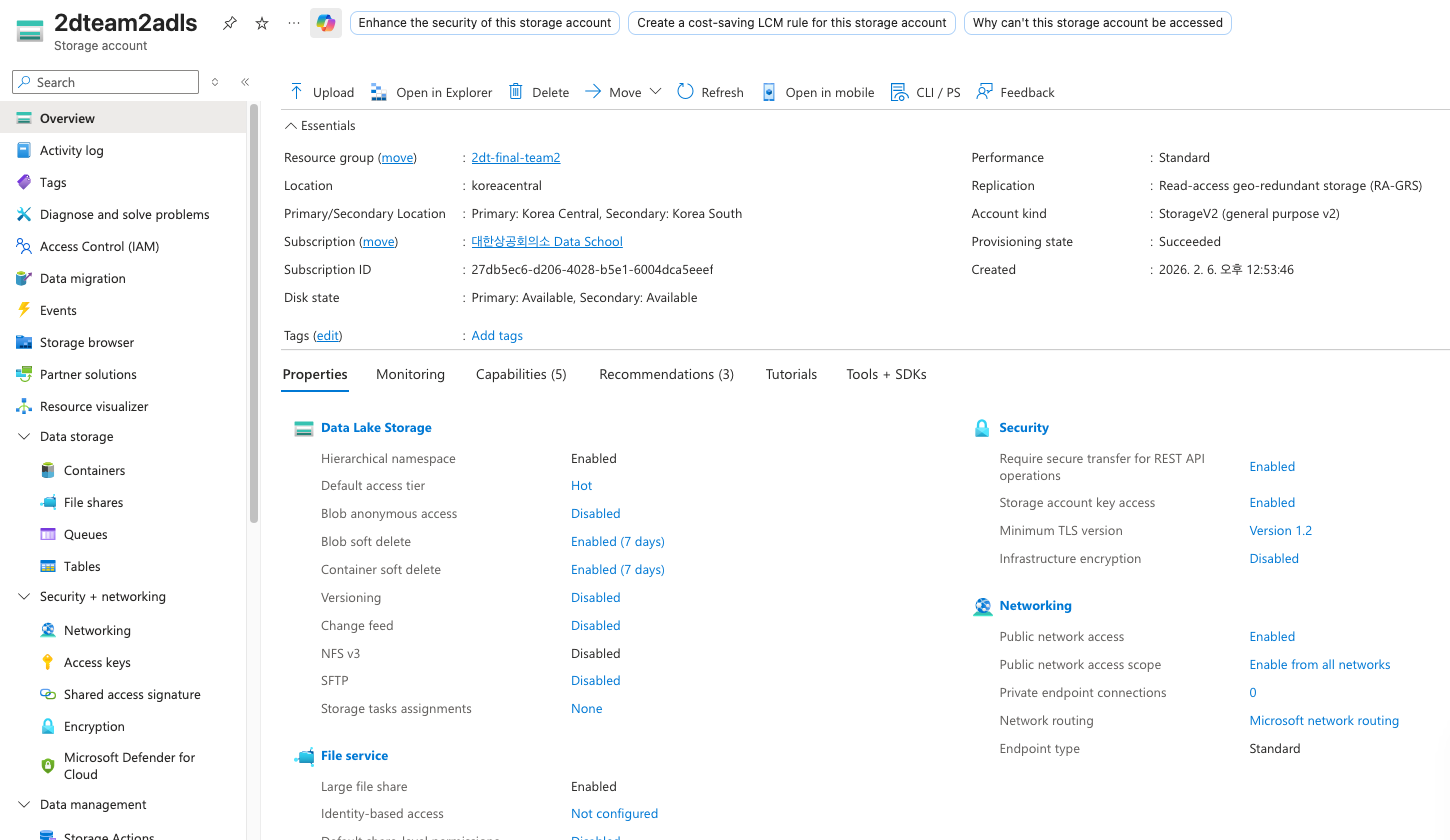 2dteam2adls
Storage account
Enhance the security of this storage account
Create a cost-saving LCM rule for this storage account
Why can't this storage account be accessed
Search
Overview
Activity log
Tags
Diagnose and solve problems
Access Control (IAM)
Data migration
Events
Storage browser
Partner solutions
Resource visualizer
Data storage
Containers
File shares
Queues
Tables
Security + networking
Networking
Access keys
Shared access signature
Encryption
Microsoft Defender for
Cloud
Data management
Storage Actions
Upload Open in Explorer Delete Move Refresh Open in mobile CLI / PS Feedback
Essentials
Resource group (move) : 2dt-final-team2
Location : koreacentral
Primary/Secondary Location : Primary: Korea Central, Secondary: Korea South
Subscription (move) : 대한상공회의소 Data School
Subscription ID : 27db5ec6-d206-4028-b5e1-6004dca5eeef
Disk state : Primary: Available, Secondary: Available
Tags (edit) : Add tags
Performance : Standard
Replication : Read-access geo-redundant storage (RA-GRS)
Account kind : StorageV2 (general purpose v2)
Provisioning state : Succeeded
Created : 2026. 2. 6. 오후 12:53:46
Properties Monitoring Capabilities (5) Recommendations (3) Tutorials Tools + SDKs
Data Lake Storage
Hierarchical namespace Enabled
Default access tier Hot
Blob anonymous access Disabled
Blob soft delete Enabled (7 days)
Container soft delete Enabled (7 days)
Versioning Disabled
Change feed Disabled
NFS v3 Disabled
SFTP Disabled
Storage tasks assignments None
File service
Large file share Enabled
Identity-based access Not configured
Default share-level permissions Disabled
Security
Require secure transfer for REST API
operations Enabled
Storage account key access Enabled
Minimum TLS version Version 1.2
Infrastructure encryption Disabled
Networking
Public network access Enabled
Public network access scope Enable from all networks
Private endpoint connections 0
Network routing Microsoft network routing
Endpoint type Standard